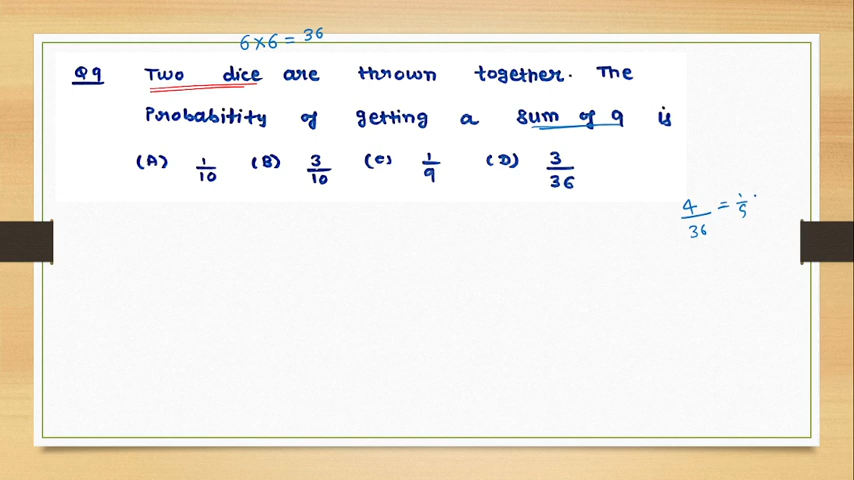 6×6 = 36
Q9 Two dice are thrown together. The
Probability of getting a sum of 9 is
(A) 1/10 (B) 3/10 (C) 1/9 (D) 3/36
4/36 = 1/9